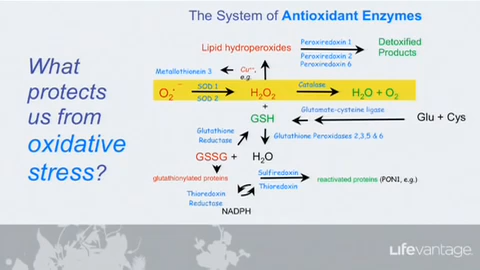 The System of Antioxidant Enzymes
What
protects
us from
oxidative
stress?
Lipid hydroperoxides
Peroxiredoxin 1
Peroxiredoxin 2
Peroxiredoxin 6
Detoxified
Products
Metallothionein 3
Cu++,
e.g.
O2·−
SOD 1
SOD 2
H2O2
Catalase
H2O + O2
+
GSH
Glutamate-cysteine ligase
Glu + Cys
Glutathione
Reductase
Glutathione Peroxidases 2,3,5 & 6
GSSG + H2O
glutathionylated proteins
Sulfiredoxin
Thioredoxin
reactivated proteins (PON1, e.g.)
Thioredoxin
Reductase
NADPH
Lifevantage